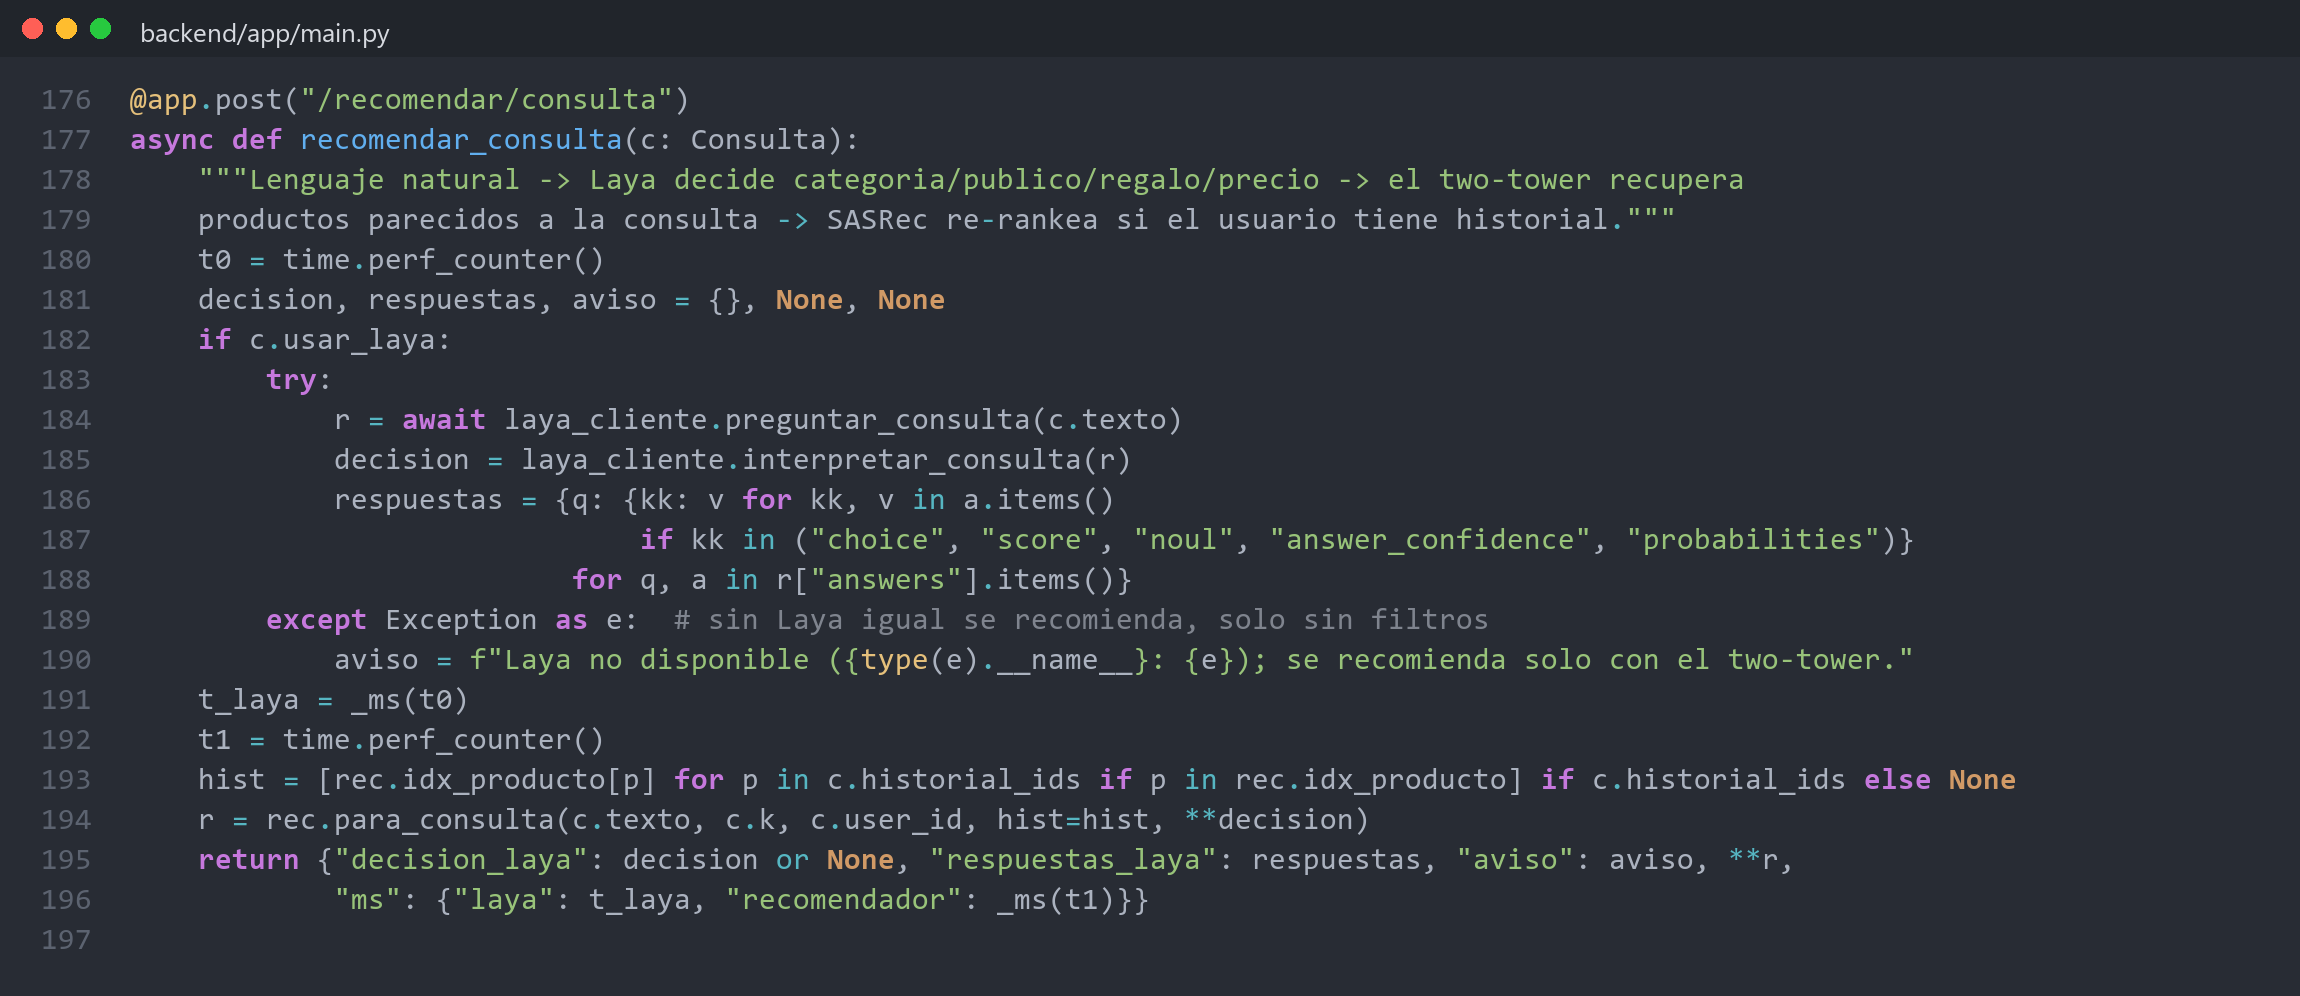 backend/app/main.py
176 @app.post("/recomendar/consulta")
177 async def recomendar_consulta(c: Consulta):
178     """Lenguaje natural -> Laya decide categoria/publico/regalo/precio -> el two-tower recupera
179     productos parecidos a la consulta -> SASRec re-rankea si el usuario tiene historial."""
180     t0 = time.perf_counter()
181     decision, respuestas, aviso = {}, None, None
182     if c.usar_laya:
183         try:
184             r = await laya_cliente.preguntar_consulta(c.texto)
185             decision = laya_cliente.interpretar_consulta(r)
186             respuestas = {q: {kk: v for kk, v in a.items()
187                               if kk in ("choice", "score", "noul", "answer_confidence", "probabilities")}
188                           for q, a in r["answers"].items()}
189         except Exception as e:  # sin Laya igual se recomienda, solo sin filtros
190             aviso = f"Laya no disponible ({type(e).__name__}: {e}); se recomienda solo con el two-tower."
191     t_laya = _ms(t0)
192     t1 = time.perf_counter()
193     hist = [rec.idx_producto[p] for p in c.historial_ids if p in rec.idx_producto] if c.historial_ids else None
194     r = rec.para_consulta(c.texto, c.k, c.user_id, hist=hist, **decision)
195     return {"decision_laya": decision or None, "respuestas_laya": respuestas, "aviso": aviso, **r,
196             "ms": {"laya": t_laya, "recomendador": _ms(t1)}}
197